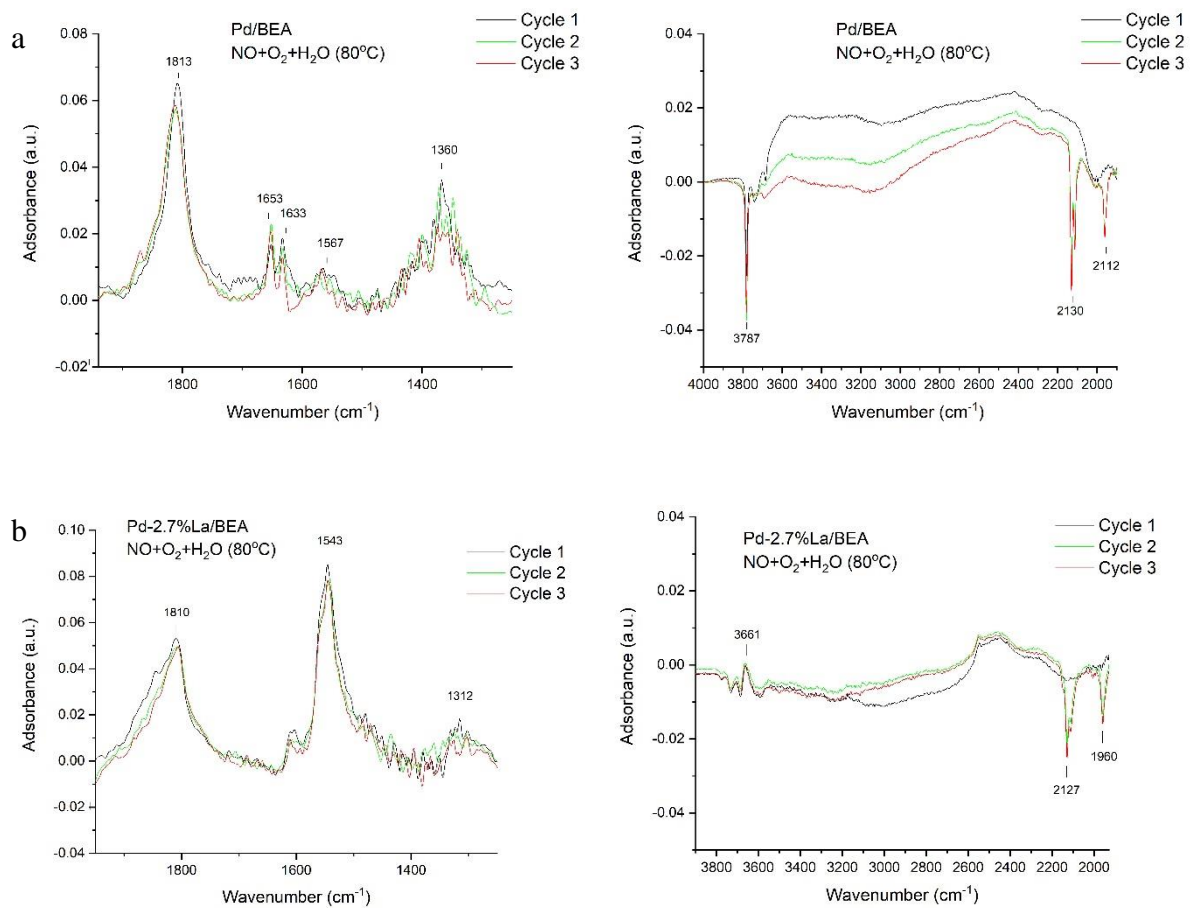 a
Pd/BEA
NO+O₂+H₂O (80°C)
Cycle 1
Cycle 2
Cycle 3
1813
1653
1633
1567
1360
0.08
0.06
0.04
0.02
0.00
-0.02
1800
1600
1400
Adsorbance (a.u.)
Wavenumber (cm⁻¹)
Pd/BEA
NO+O₂+H₂O (80°C)
Cycle 1
Cycle 2
Cycle 3
3787
2130
2112
0.04
0.02
0.00
-0.02
-0.04
4000 3800 3600 3400 3200 3000 2800 2600 2400 2200 2000
Adsorbance (a.u.)
Wavenumber (cm⁻¹)
b
Pd-2.7%La/BEA
NO+O₂+H₂O (80°C)
Cycle 1
Cycle 2
Cycle 3
1810
1543
1312
0.10
0.08
0.06
0.04
0.02
0.00
-0.02
-0.04
1800
1600
1400
Adsorbance (a.u.)
Wavenumber (cm⁻¹)
Pd-2.7%La/BEA
NO+O₂+H₂O (80°C)
Cycle 1
Cycle 2
Cycle 3
3661
2127
1960
0.04
0.02
0.00
-0.02
-0.04
3800 3600 3400 3200 3000 2800 2600 2400 2200 2000
Adsorbance (a.u.)
Wavenumber (cm⁻¹)